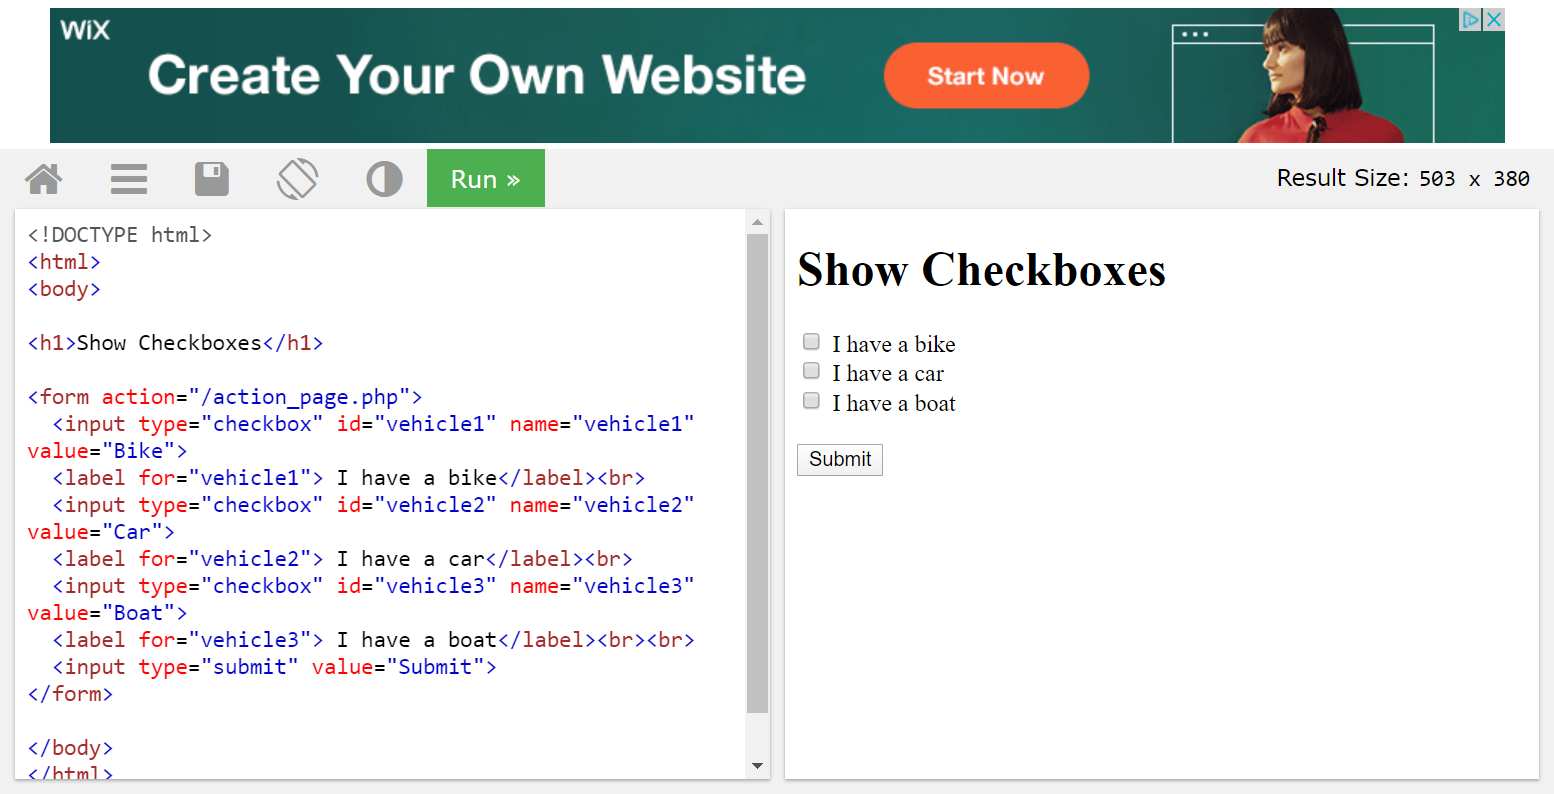 WiX
Create Your Own Website
Start Now
Run »
Result Size: 503 x 380
<!DOCTYPE html>
<html>
<body>
<h1>Show Checkboxes</h1>
<form action="/action_page.php">
<input type="checkbox" id="vehicle1" name="vehicle1"
value="Bike">
<label for="vehicle1"> I have a bike</label><br>
<input type="checkbox" id="vehicle2" name="vehicle2"
value="Car">
<label for="vehicle2"> I have a car</label><br>
<input type="checkbox" id="vehicle3" name="vehicle3"
value="Boat">
<label for="vehicle3"> I have a boat</label><br><br>
<input type="submit" value="Submit">
</form>
</body>
</html>
Show Checkboxes
I have a bike
I have a car
I have a boat
Submit